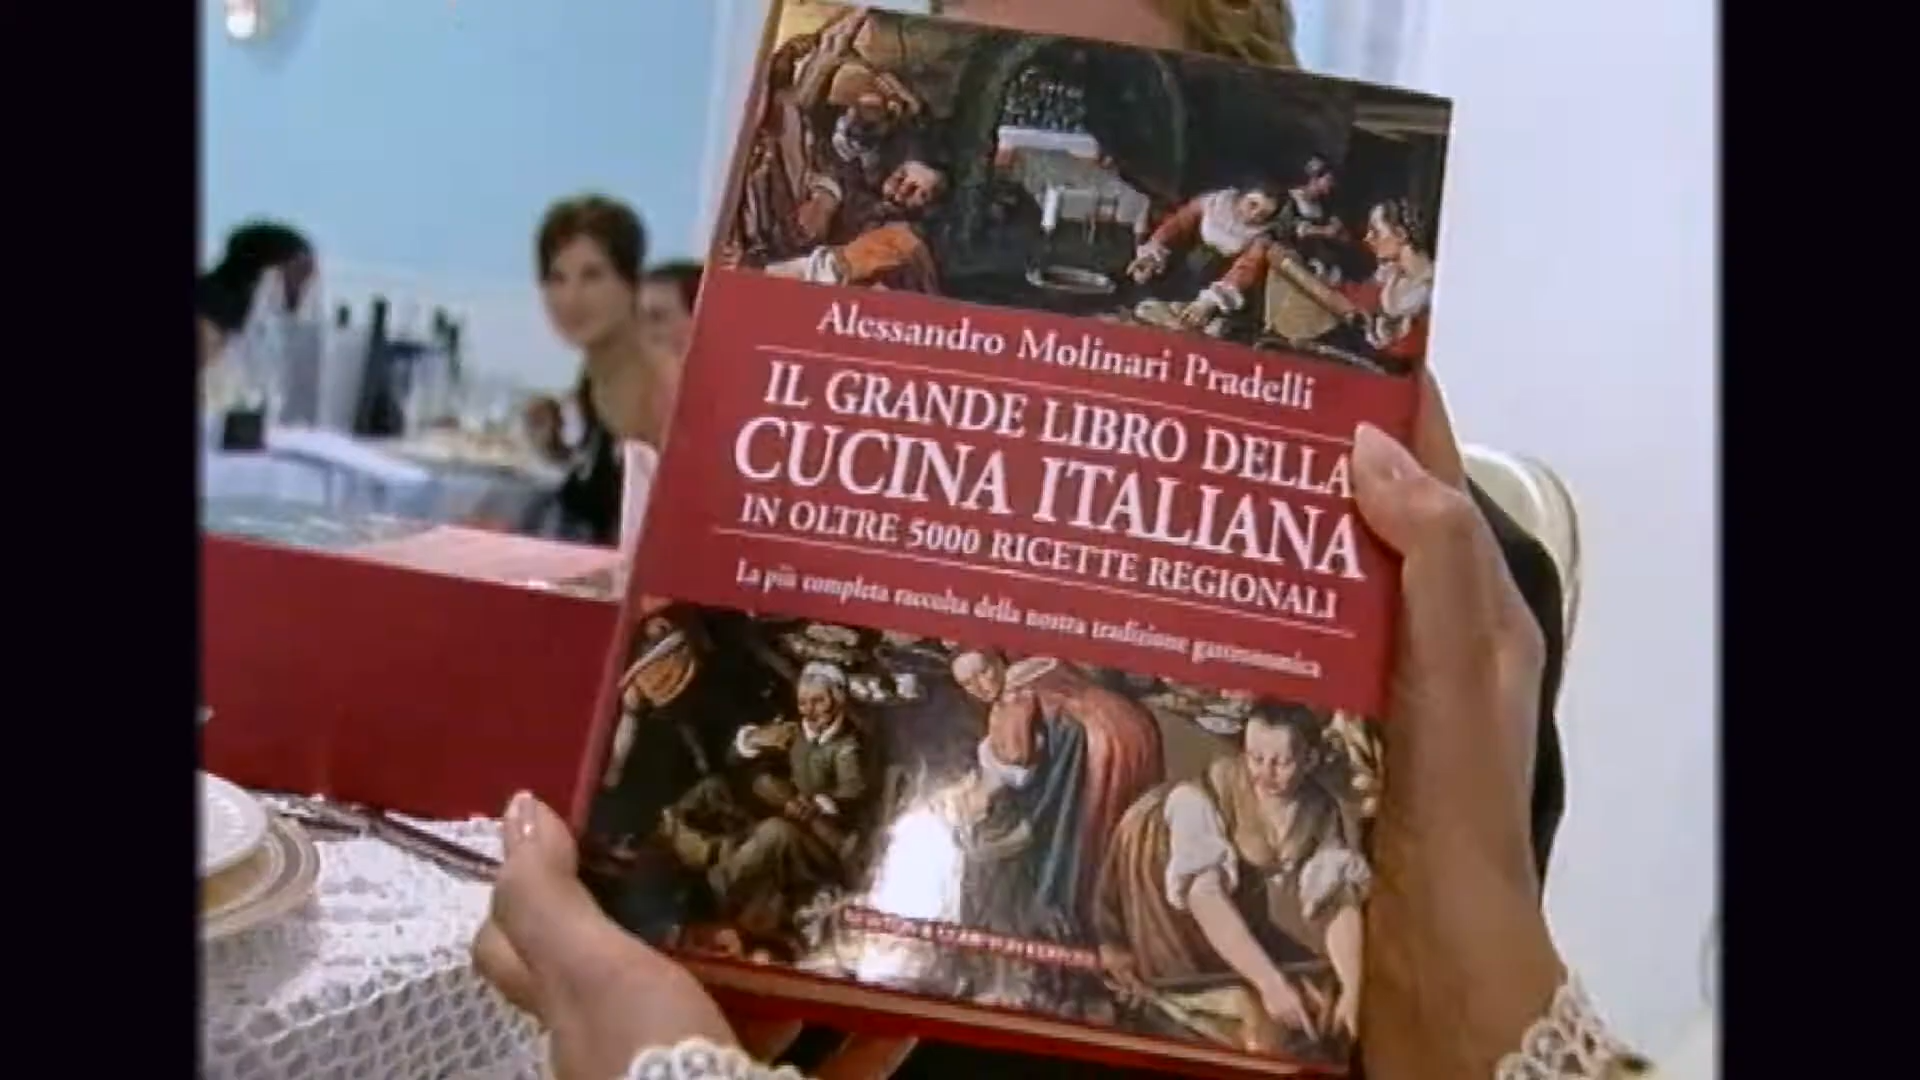 Alessandro Molinari Pradelli
IL GRANDE LIBRO DELLA
CUCINA ITALIANA
IN OLTRE 5000 RICETTE REGIONALI
La più completa raccolta della nostra tradizione gastronomica